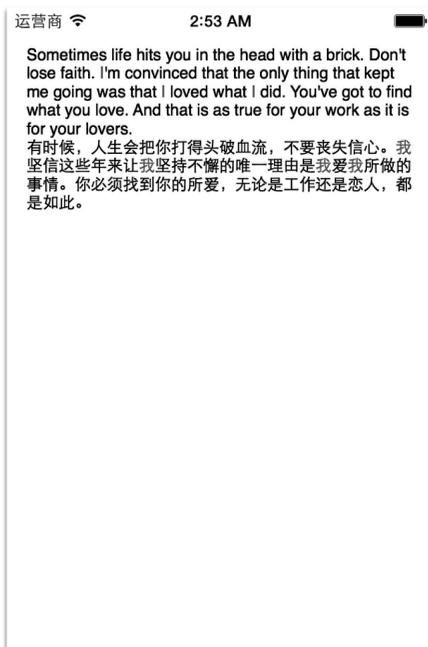 运营商 2:53 AM
Sometimes life hits you in the head with a brick. Don't
lose faith. I'm convinced that the only thing that kept
me going was that I loved what I did. You've got to find
what you love. And that is as true for your work as it is
for your lovers.
有时候，人生会把你打得头破血流，不要丧失信心。我
坚信这些年来让我坚持不懈的唯一理由是我爱我所做的
事情。你必须找到你的所爱，无论是工作还是恋人，都
是如此。